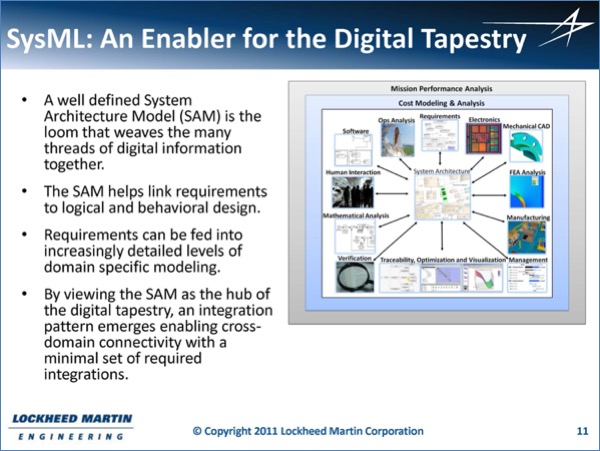 SysML: An Enabler for the Digital Tapestry
• A well defined System
Architecture Model (SAM) is the
loom that weaves the many
threads of digital information
together.
• The SAM helps link requirements
to logical and behavioral design.
• Requirements can be fed into
increasingly detailed levels of
domain specific modeling.
• By viewing the SAM as the hub of
the digital tapestry, an integration
pattern emerges enabling cross-
domain connectivity with a
minimal set of required
integrations.
Mission Performance Analysis
Cost Modeling & Analysis
Software
Ops Analysis
Requirements
Electronics
Mechanical CAD
Human Interaction
System Architecture
FEA Analysis
Mathematical Analysis
Manufacturing
Verification
Traceability, Optimization and Visualization
Management
LOCKHEED MARTIN
ENGINEERING
© Copyright 2011 Lockheed Martin Corporation
11